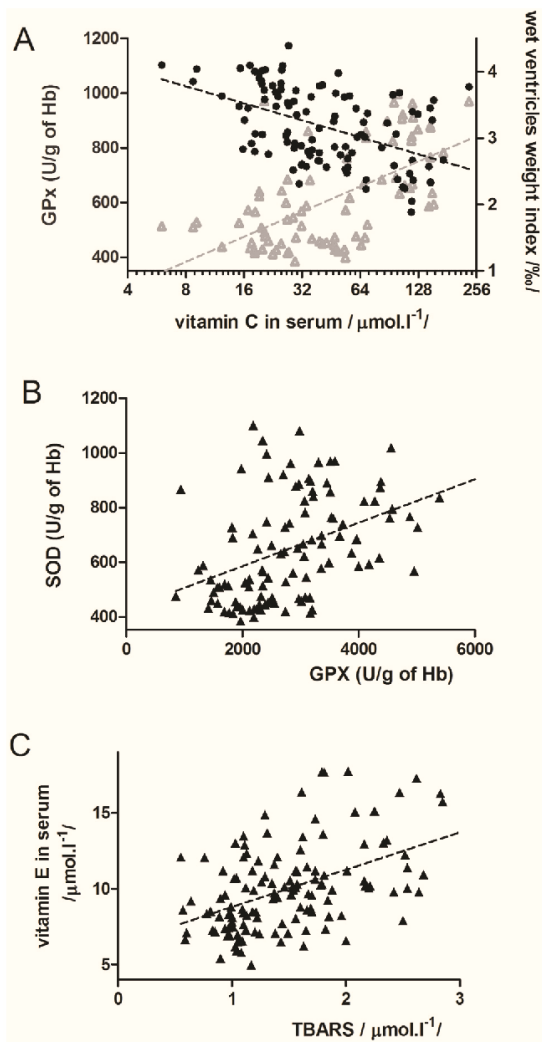 A
GPx (U/g of Hb)
1200
1000
800
600
400
4
3
2
1
wet ventricles weight index /‰/
4 8 16 32 64 128 256
vitamin C in serum / μmol.l⁻¹/
B
SOD (U/g of Hb)
1200
1000
800
600
400
0 2000 4000 6000
GPX (U/g of Hb)
C
vitamin E in serum
/μmol.l⁻¹/
15
10
5
0 1 2 3
TBARS / μmol.l⁻¹/